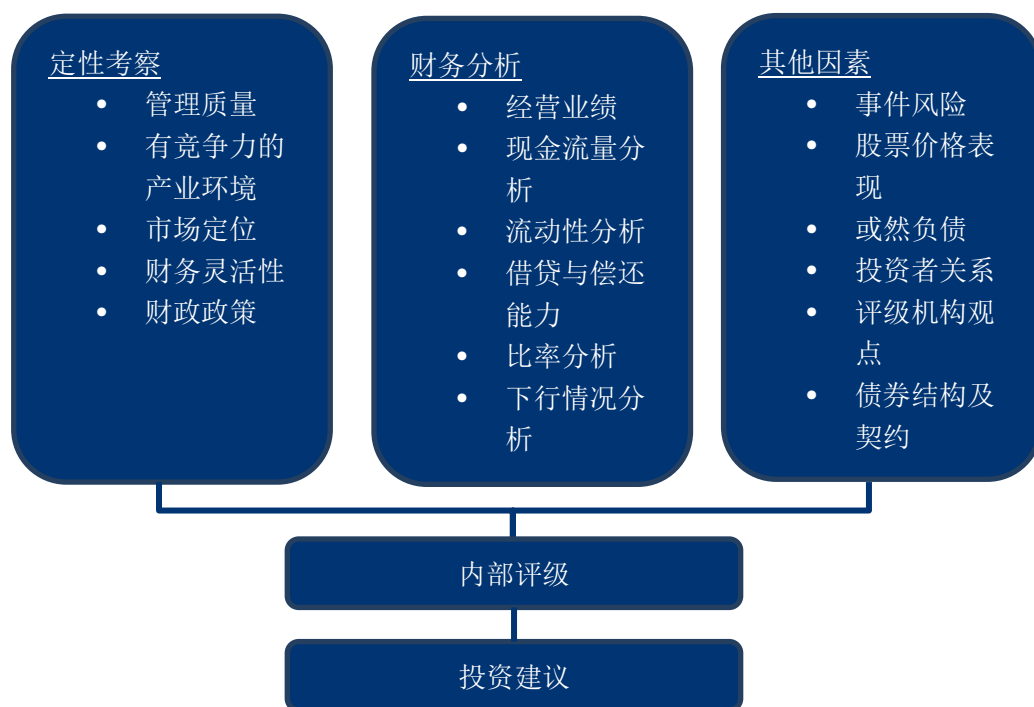 定性考察
• 管理质量
• 有竞争力的
产业环境
• 市场定位
• 财务灵活性
• 财政政策
财务分析
• 经营业绩
• 现金流量分
析
• 流动性分析
• 借贷与偿还
能力
• 比率分析
• 下行情况分
析
其他因素
• 事件风险
• 股票价格表
现
• 或然负债
• 投资者关系
• 评级机构观
点
• 债券结构及
契约
内部评级
投资建议